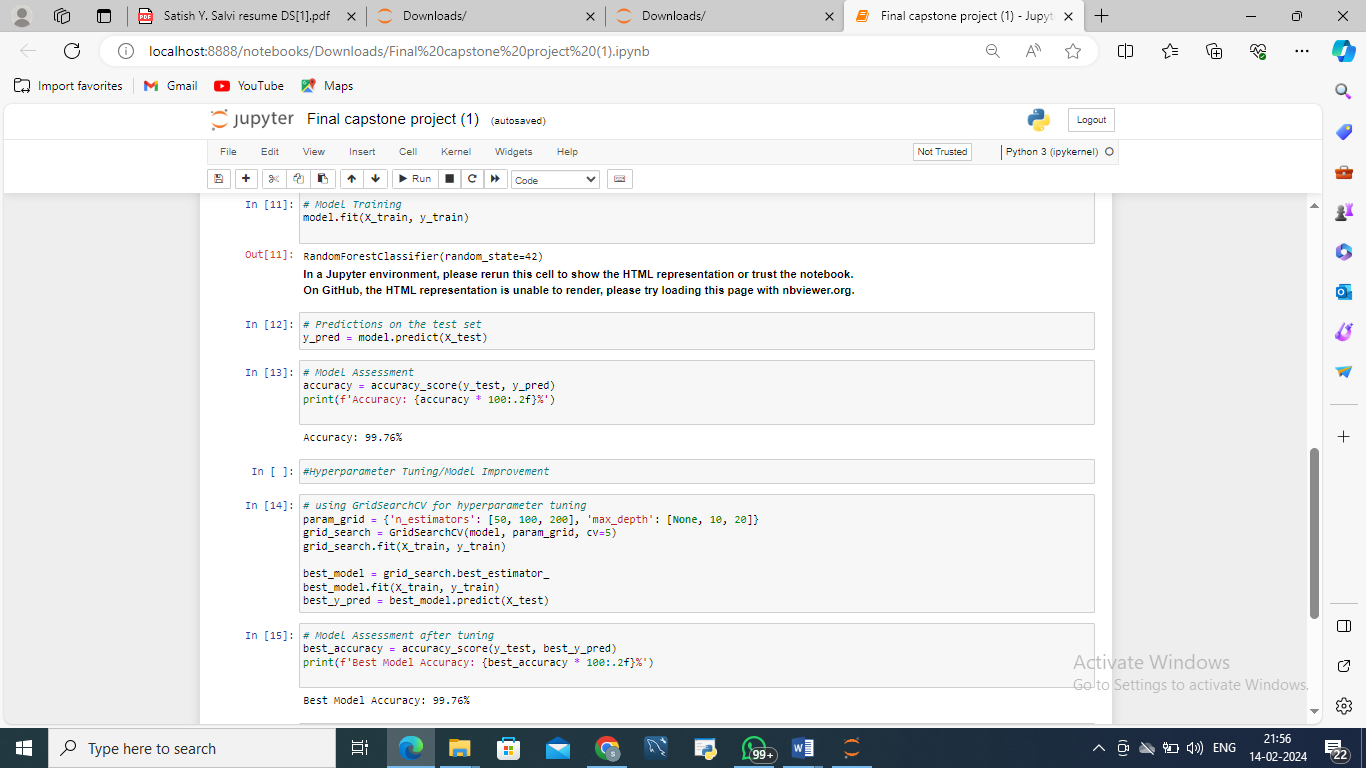 Satish Y. Salvi resume DS[1].pdf
Downloads/
Downloads/
Final capstone project (1) - Jupyt
localhost:8888/notebooks/Downloads/Final%20capstone%20project%20(1).ipynb
Import favorites
Gmail
YouTube
Maps
jupyter Final capstone project (1) (autosaved)
Logout
File Edit View Insert Cell Kernel Widgets Help
Not Trusted
Python 3 (ipykernel)
Run
Code
In [11]: # Model Training
model.fit(X_train, y_train)
Out[11]: RandomForestClassifier(random_state=42)
In a Jupyter environment, please rerun this cell to show the HTML representation or trust the notebook.
On GitHub, the HTML representation is unable to render, please try loading this page with nbviewer.org.
In [12]: # Predictions on the test set
y_pred = model.predict(X_test)
In [13]: # Model Assessment
accuracy = accuracy_score(y_test, y_pred)
print(f'Accuracy: {accuracy * 100:.2f}%')
Accuracy: 99.76%
In [ ]: #Hyperparameter Tuning/Model Improvement
In [14]: # using GridSearchCV for hyperparameter tuning
param_grid = {'n_estimators': [50, 100, 200], 'max_depth': [None, 10, 20]}
grid_search = GridSearchCV(model, param_grid, cv=5)
grid_search.fit(X_train, y_train)
best_model = grid_search.best_estimator_
best_model.fit(X_train, y_train)
best_y_pred = best_model.predict(X_test)
In [15]: # Model Assessment after tuning
best_accuracy = accuracy_score(y_test, best_y_pred)
print(f'Best Model Accuracy: {best_accuracy * 100:.2f}%')
Best Model Accuracy: 99.76%
Activate Windows
Go to Settings to activate Windows.
Type here to search
99+
ENG
21:56
14-02-2024
22